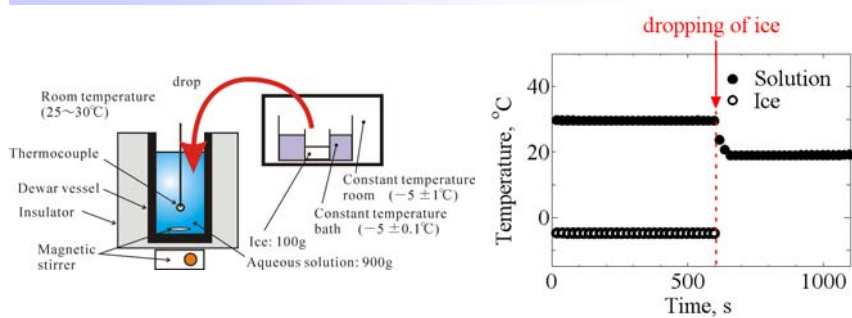 drop
Room temperature
(25～30℃)
Thermocouple
Dewar vessel
Insulator
Magnetic
stirrer
Constant temperature
room (－5 ±1℃)
Constant temperature
bath (－5 ±0.1℃)
Ice: 100g
Aqueous solution: 900g
dropping of ice
Solution
Ice
Temperature, °C
40
20
0
0
500
1000
Time, s